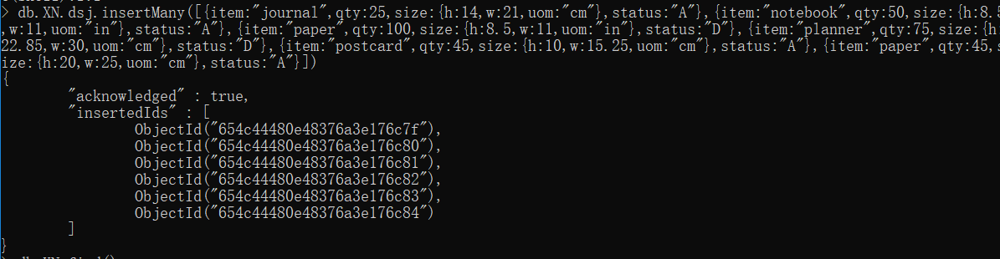 > db.XN.dsj.insertMany([{item:"journal",qty:25,size:{h:14,w:21,uom:"cm"},status:"A"}, {item:"notebook",qty:50,size:{h:8.5
,w:11,uom:"in"},status:"A"}, {item:"paper",qty:100,size:{h:8.5,w:11,uom:"in"},status:"D"}, {item:"planner",qty:75,size:{h:
22.85,w:30,uom:"cm"},status:"D"}, {item:"postcard",qty:45,size:{h:10,w:15.25,uom:"cm"},status:"A"}, {item:"paper",qty:45,s
ize:{h:20,w:25,uom:"cm"},status:"A"}])
{
"acknowledged" : true,
"insertedIds" : [
ObjectId("654c44480e48376a3e176c7f"),
ObjectId("654c44480e48376a3e176c80"),
ObjectId("654c44480e48376a3e176c81"),
ObjectId("654c44480e48376a3e176c82"),
ObjectId("654c44480e48376a3e176c83"),
ObjectId("654c44480e48376a3e176c84")
]
}